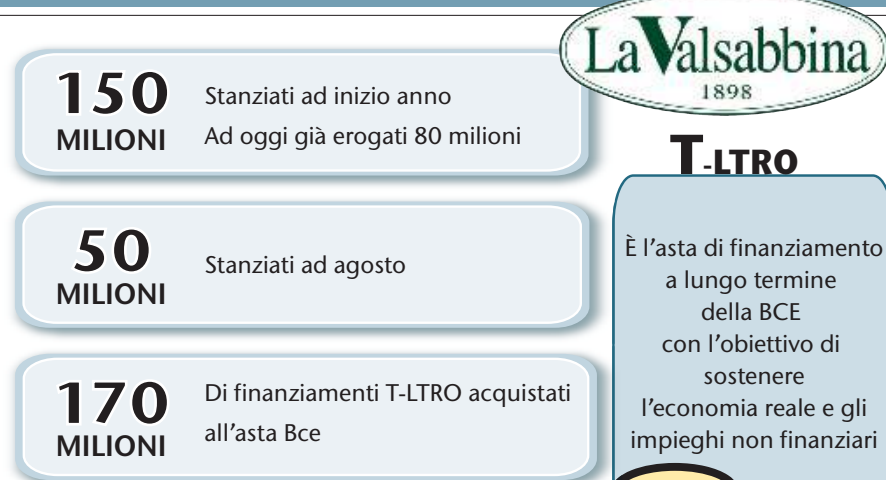 La Valsabbina
1898
150
MILIONI
Stanziati ad inizio anno
Ad oggi già erogati 80 milioni
50
MILIONI
Stanziati ad agosto
170
MILIONI
Di finanziamenti T-LTRO acquistati
all'asta Bce
T-LTRO
È l'asta di finanziamento
a lungo termine
della BCE
con l'obiettivo di
sostenere
l'economia reale e gli
impieghi non finanziari